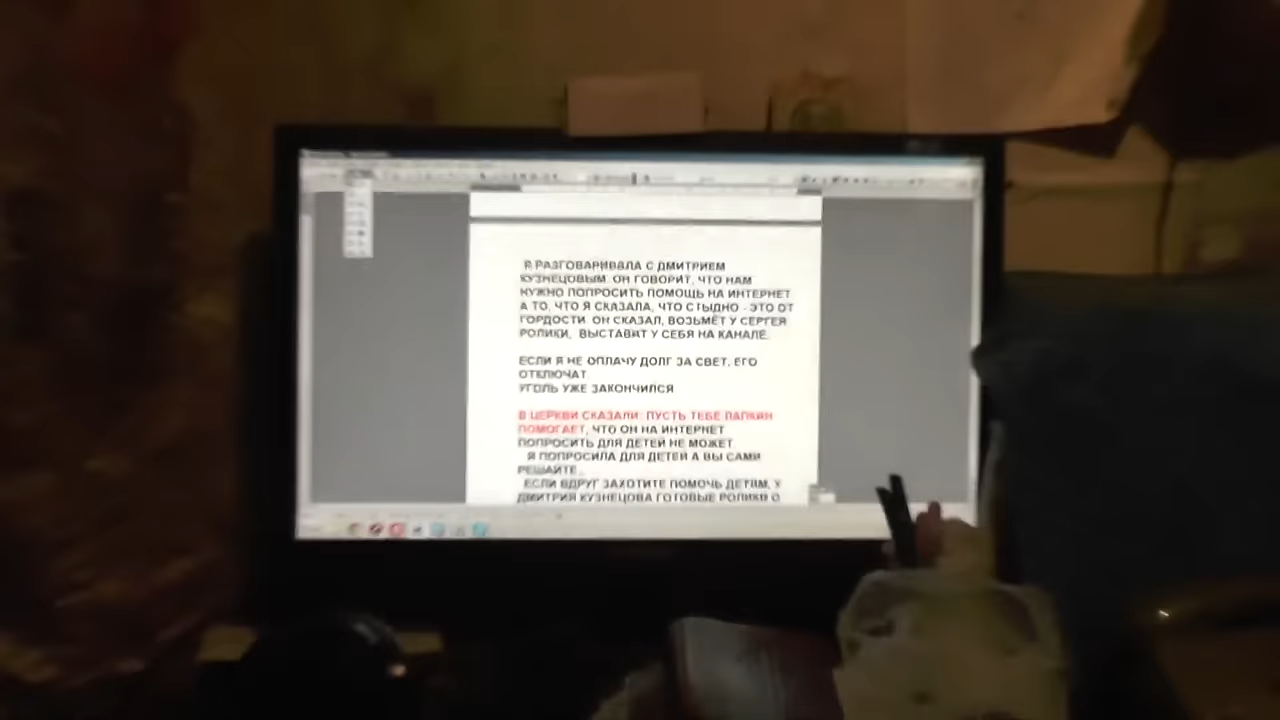 Я РАЗГОВАРИВАЛА С ДМИТРИЕМ
КУЗНЕЦОВЫМ. ОН ГОВОРИТ, ЧТО НАМ
НУЖНО ПОПРОСИТЬ ПОМОЩЬ НА ИНТЕРНЕТ
А ТО, ЧТО Я СКАЗАЛА, ЧТО СТЫДНО - ЭТО ОТ
ГОРДОСТИ ОН СКАЗАЛ, ВОЗЬМЁТ У СЕРГЕЯ
РОЛИКИ, ВЫСТАВИТ У СЕБЯ НА КАНАЛЕ.
ЕСЛИ Я НЕ ОПЛАЧУ ДОЛГ ЗА СВЕТ, ЕГО
ОТКЛЮЧАТ
УГОЛЬ УЖЕ ЗАКОНЧИЛСЯ
В ЦЕРКВИ СКАЗАЛИ: ПУСТЬ ТЕБЕ ПАПКИН
ПОМОГАЕТ, ЧТО ОН НА ИНТЕРНЕТ
ПОПРОСИТЬ ДЛЯ ДЕТЕЙ НЕ МОЖЕТ
Я ПОПРОСИЛА ДЛЯ ДЕТЕЙ А ВЫ САМИ
РЕШАЙТЕ
ЕСЛИ ВДРУГ ЗАХОТИТЕ ПОМОЧЬ ДЕТЯМ, У
ДМИТРИЯ КУЗНЕЦОВА ГОТОВЫЕ РОЛИКИ О